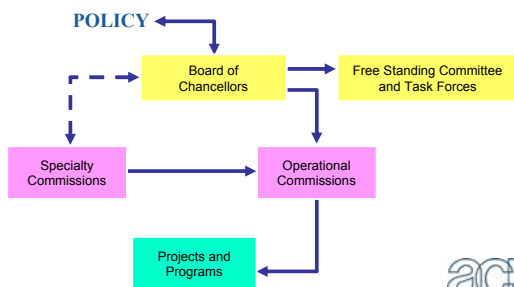 POLICY
Board of
Chancellors
Free Standing Committee
and Task Forces
Specialty
Commissions
Operational
Commissions
Projects and
Programs